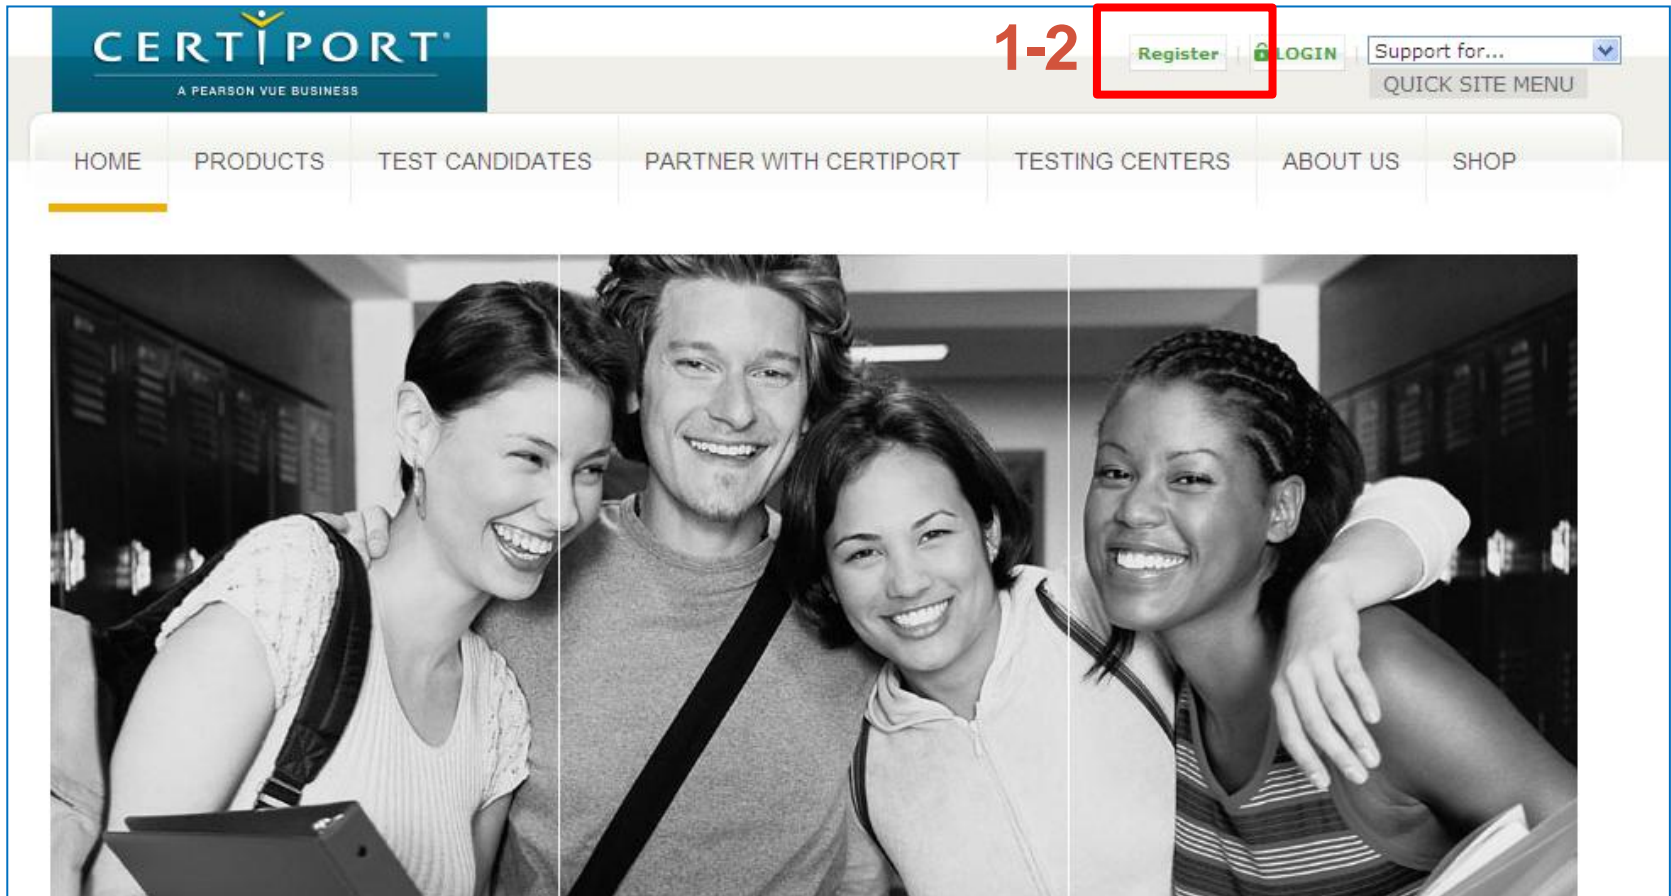 CERTIPORT
A PEARSON VUE BUSINESS
1-2
Register
LOGIN
Support for...
QUICK SITE MENU
HOME PRODUCTS TEST CANDIDATES PARTNER WITH CERTIPORT TESTING CENTERS ABOUT US SHOP